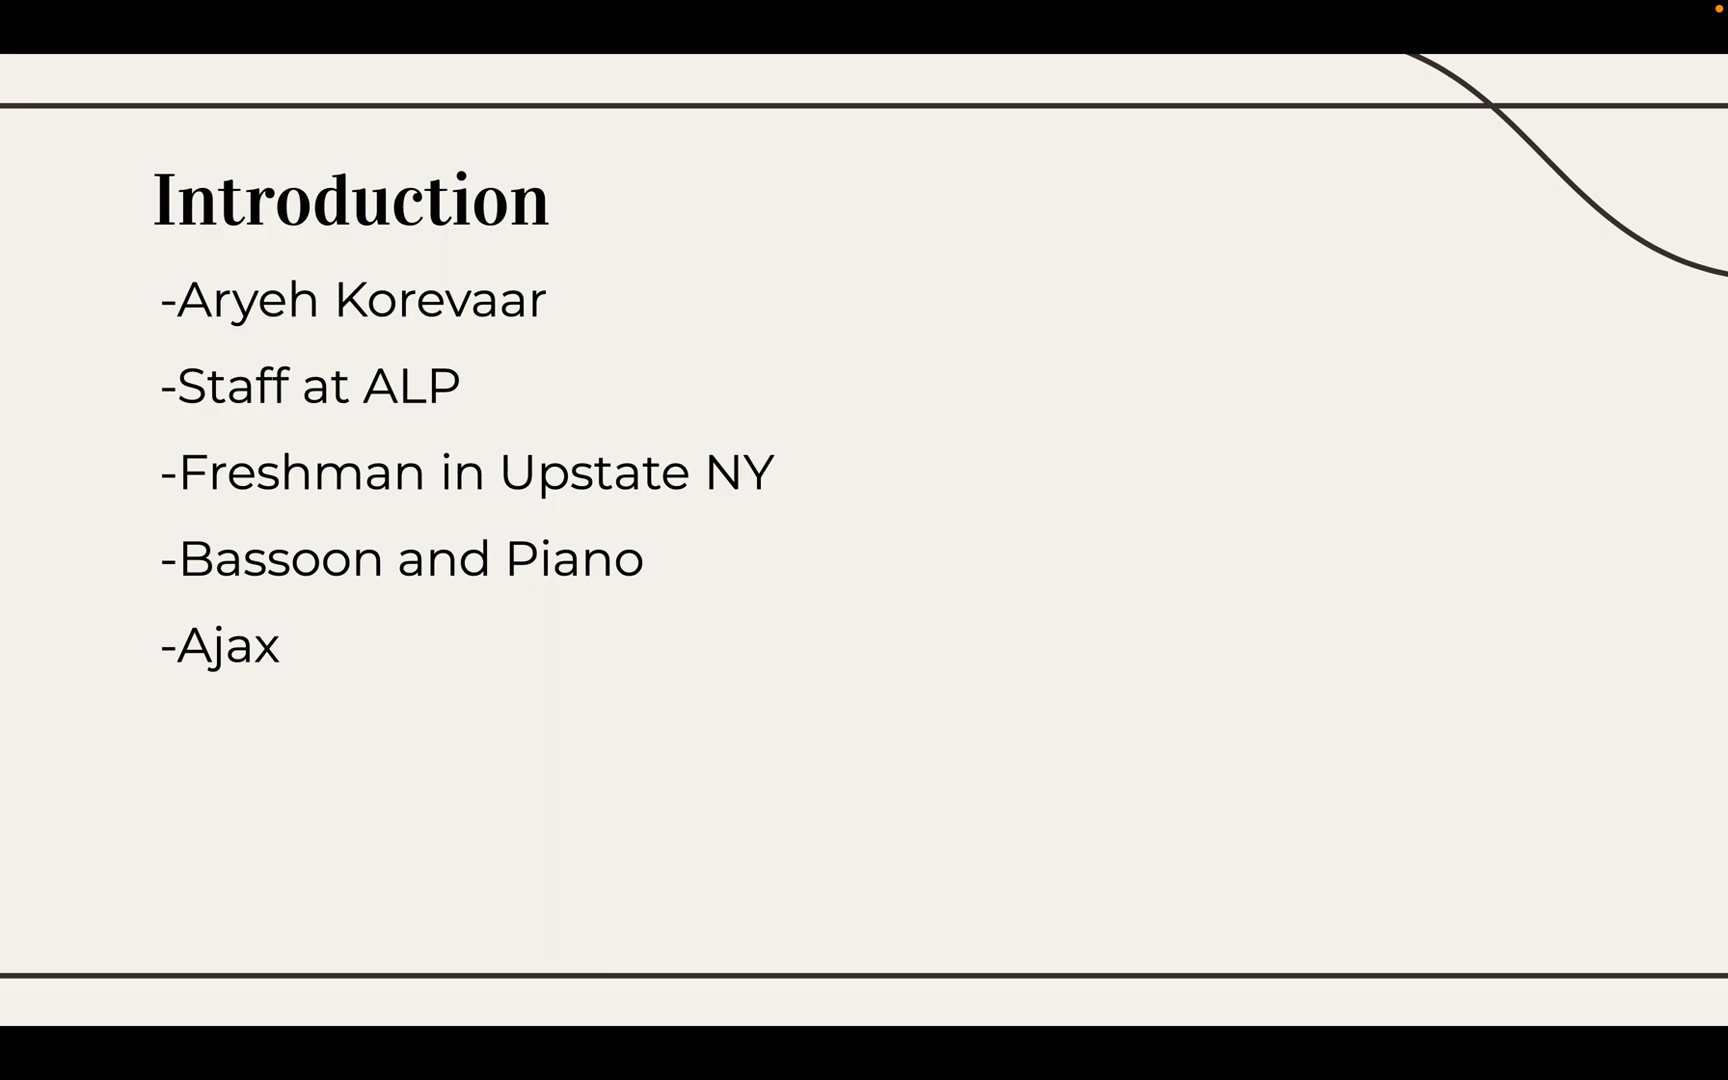 Introduction
-Aryeh Korevaar
-Staff at ALP
-Freshman in Upstate NY
-Bassoon and Piano
-Ajax